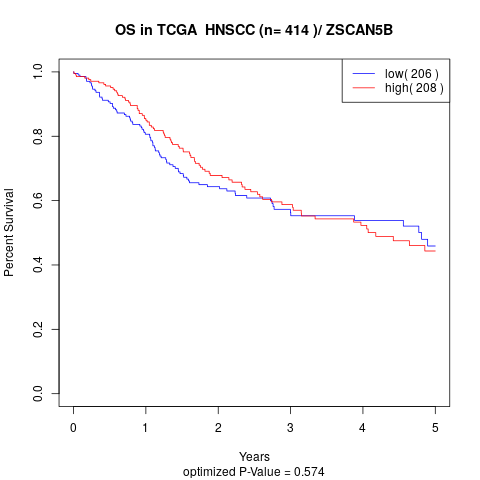 OS in TCGA  HNSCC (n= 414 )/ ZSCAN5B
low( 206 )
high( 208 )
Percent Survival
1.0
0.8
0.6
0.4
0.2
0.0
0 1 2 3 4 5
Years
optimized P-Value = 0.574